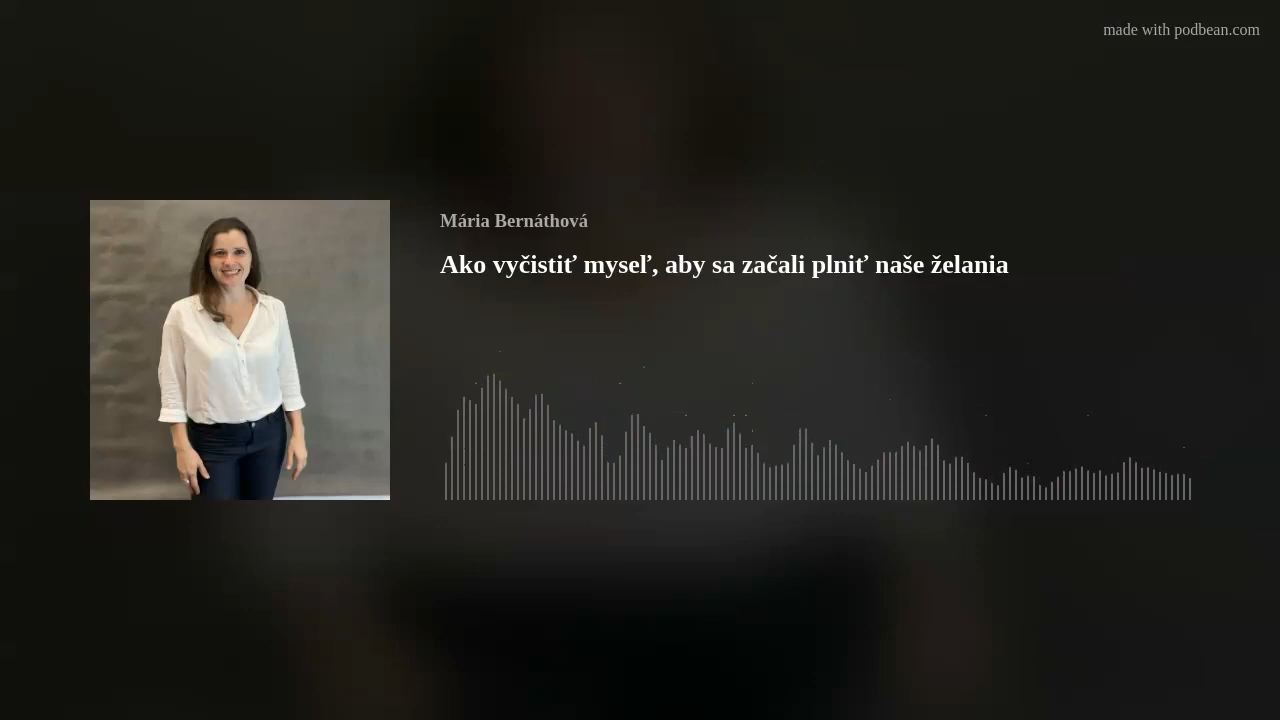 made with podbean.com
Mária Bernáthová
Ako vyčistiť myseľ, aby sa začali plniť naše želania